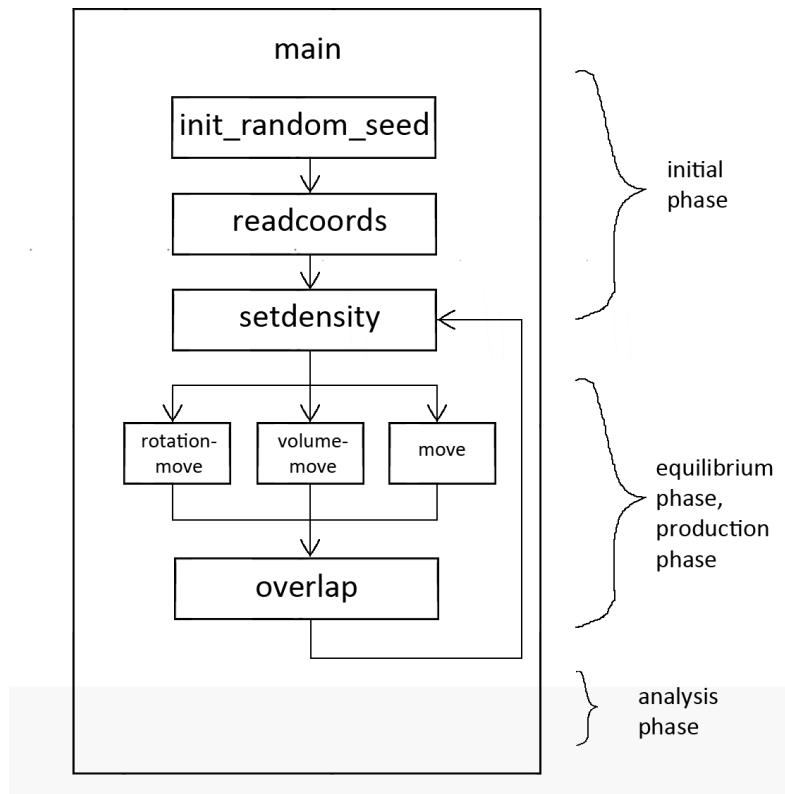 main
init_random_seed
initial
phase
readcoords
setdensity
rotation-
move
volume-
move
move
equilibrium
phase,
production
phase
overlap
analysis
phase